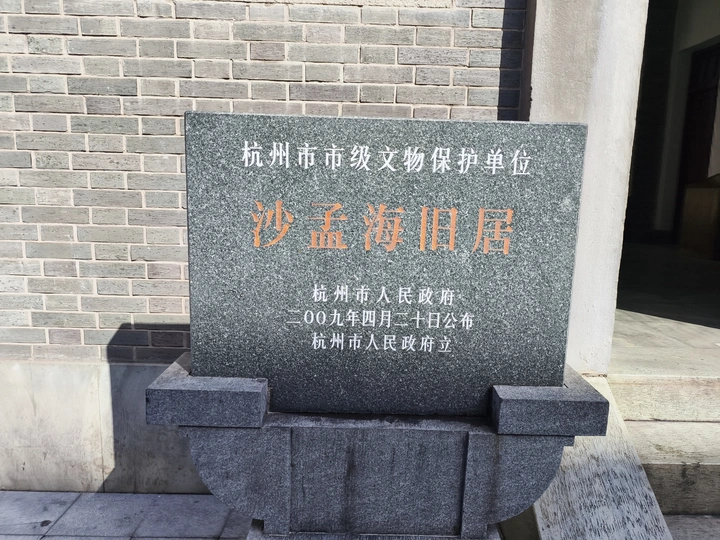 杭州市市级文物保护单位
沙孟海旧居
杭州市人民政府
二00九年四月二十日公布
杭州市人民政府立